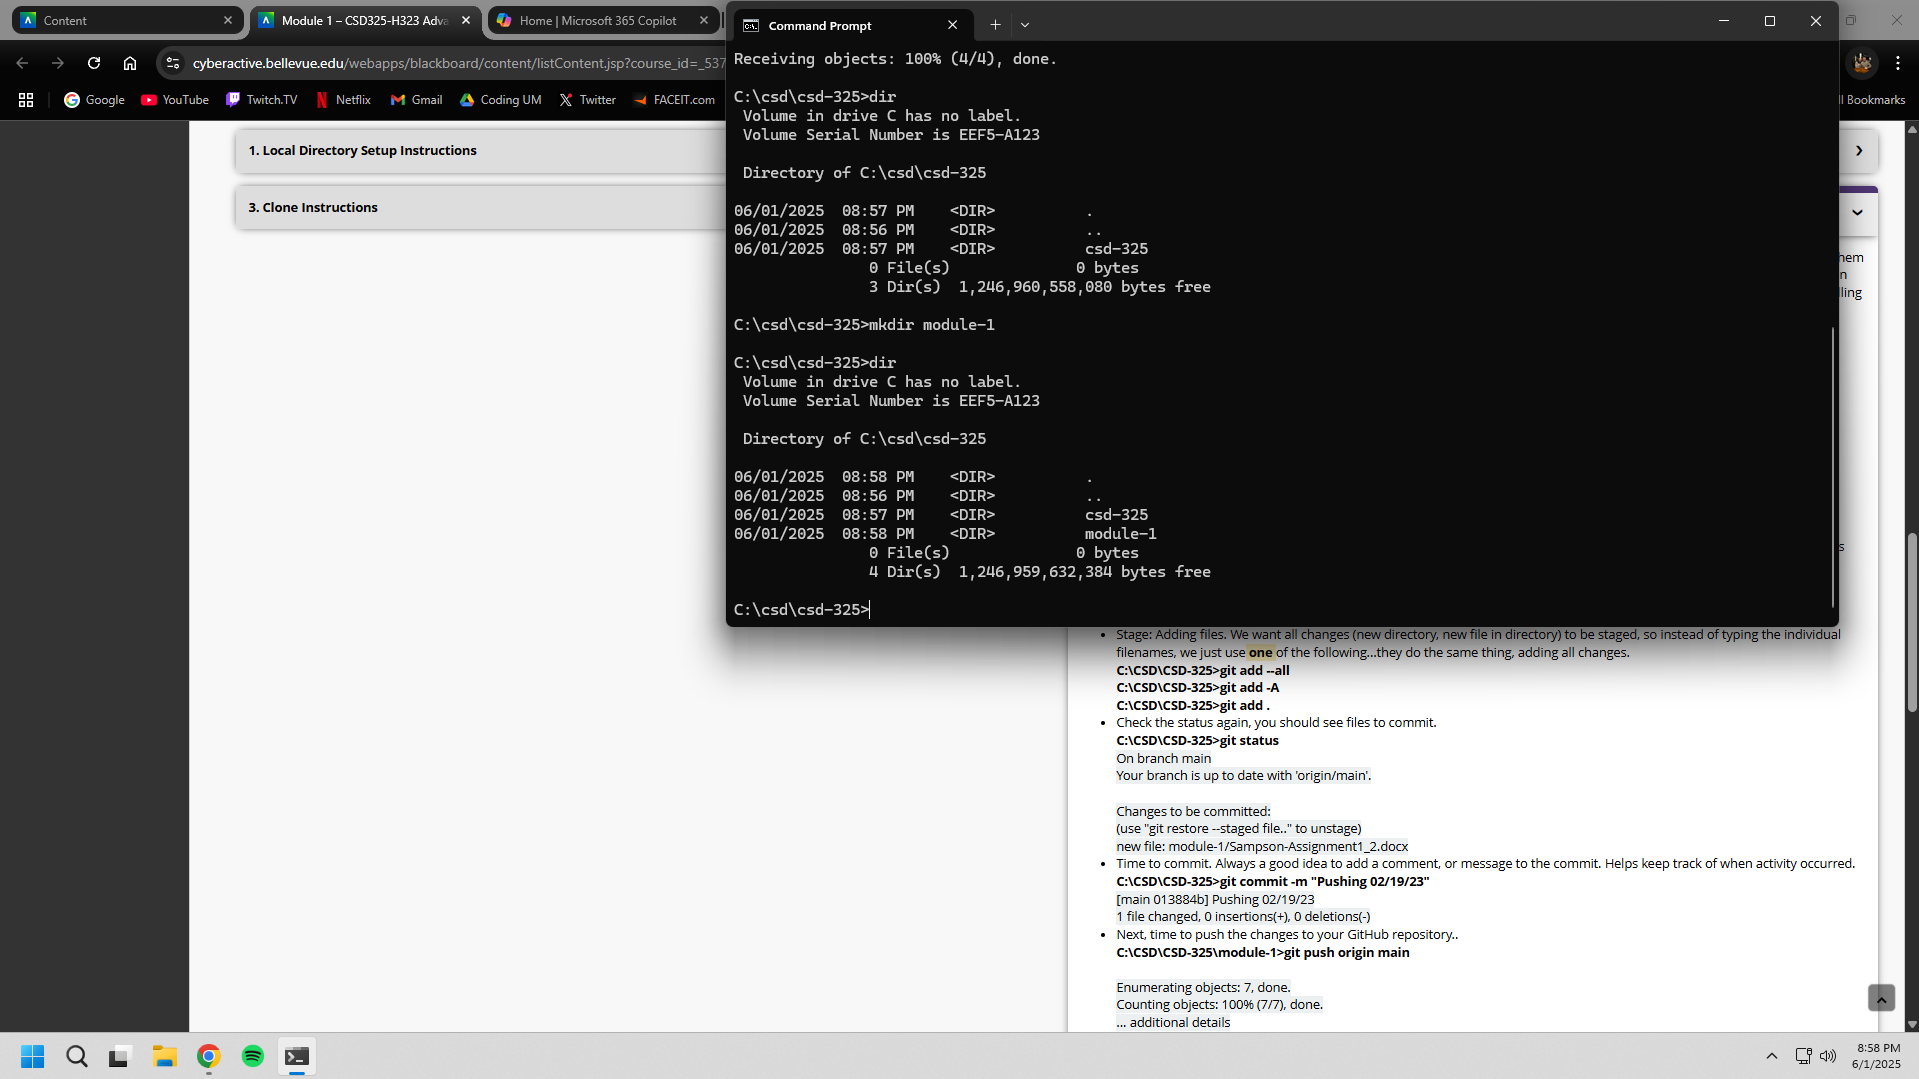 Content
Module 1 – CSD325-H323 Adva
Home | Microsoft 365 Copilot
cyberactive.bellevue.edu/webapps/blackboard/content/listContent.jsp?course_id=_537
Google
YouTube
Twitch.TV
Netflix
Gmail
Coding UM
Twitter
FACEIT.com
ll Bookmarks
1. Local Directory Setup Instructions
3. Clone Instructions
Command Prompt
Receiving objects: 100% (4/4), done.
C:\csd\csd-325>dir
Volume in drive C has no label.
Volume Serial Number is EEF5-A123
Directory of C:\csd\csd-325
06/01/2025  08:57 PM    <DIR>          .
06/01/2025  08:56 PM    <DIR>          ..
06/01/2025  08:57 PM    <DIR>          csd-325
0 File(s)              0 bytes
3 Dir(s)  1,246,960,558,080 bytes free
C:\csd\csd-325>mkdir module-1
C:\csd\csd-325>dir
Volume in drive C has no label.
Volume Serial Number is EEF5-A123
Directory of C:\csd\csd-325
06/01/2025  08:58 PM    <DIR>          .
06/01/2025  08:56 PM    <DIR>          ..
06/01/2025  08:57 PM    <DIR>          csd-325
06/01/2025  08:58 PM    <DIR>          module-1
0 File(s)              0 bytes
4 Dir(s)  1,246,959,632,384 bytes free
C:\csd\csd-325>
hem
n
lling
s
• Stage: Adding files. We want all changes (new directory, new file in directory) to be staged, so instead of typing the individual
filenames, we just use one of the following...they do the same thing, adding all changes.
C:\CSD\CSD-325>git add --all
C:\CSD\CSD-325>git add -A
C:\CSD\CSD-325>git add .
• Check the status again, you should see files to commit.
C:\CSD\CSD-325>git status
On branch main
Your branch is up to date with 'origin/main'.
Changes to be committed:
(use "git restore --staged file.." to unstage)
new file: module-1/Sampson-Assignment1_2.docx
• Time to commit. Always a good idea to add a comment, or message to the commit. Helps keep track of when activity occurred.
C:\CSD\CSD-325>git commit -m "Pushing 02/19/23"
[main 013884b] Pushing 02/19/23
1 file changed, 0 insertions(+), 0 deletions(-)
• Next, time to push the changes to your GitHub repository..
C:\CSD\CSD-325\module-1>git push origin main
Enumerating objects: 7, done.
Counting objects: 100% (7/7), done.
... additional details
8:58 PM
6/1/2025